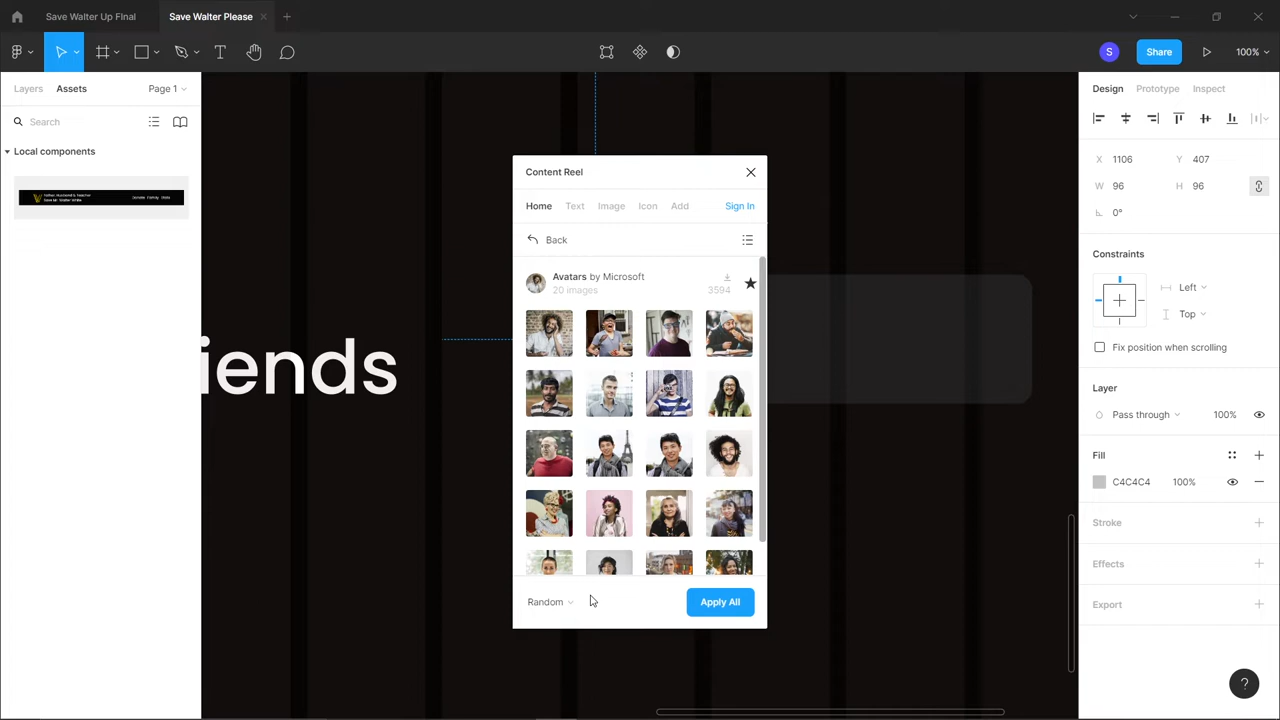 Save Walter Up FInal
Save Walter Please
Share
100%
Layers
Assets
Page 1
Search
Local components
Donate
iends
Content Reel
Home
Text
Image
Icon
Add
Sign In
Back
Avatars by Microsoft
20 images
3594
Random
Apply All
S
Design
Prototype
Inspect
X 1106 Y 407
W 96 H 96
0°
Constraints
Left
Top
Fix position when scrolling
Layer
Pass through 100%
Fill
C4C4C4 100%
Stroke
Effects
Export
?